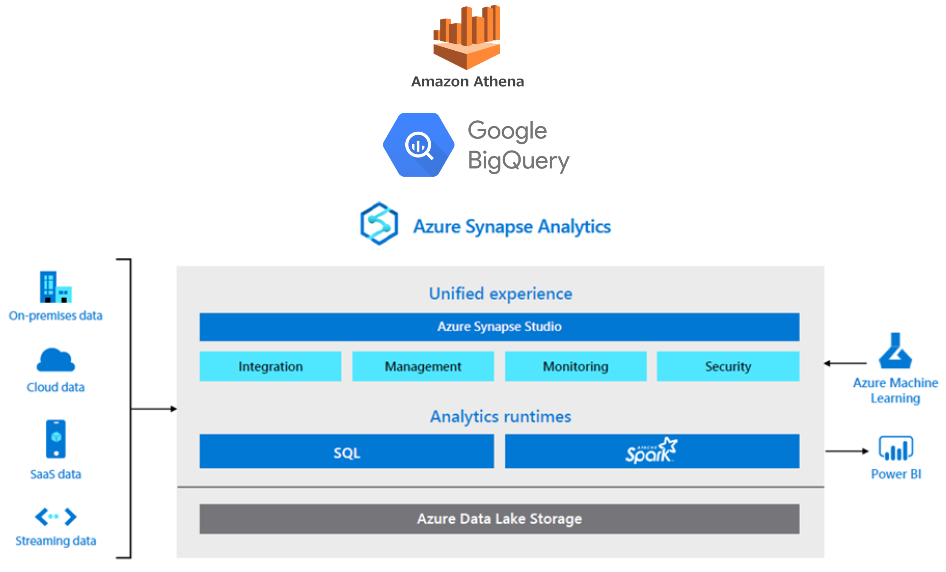 Amazon Athena
Google
BigQuery
Azure Synapse Analytics
On-premises data
Cloud data
SaaS data
Streaming data
Unified experience
Azure Synapse Studio
Integration
Management
Monitoring
Security
Analytics runtimes
SQL
APACHE
Spark™
Azure Data Lake Storage
Azure Machine
Learning
Power BI